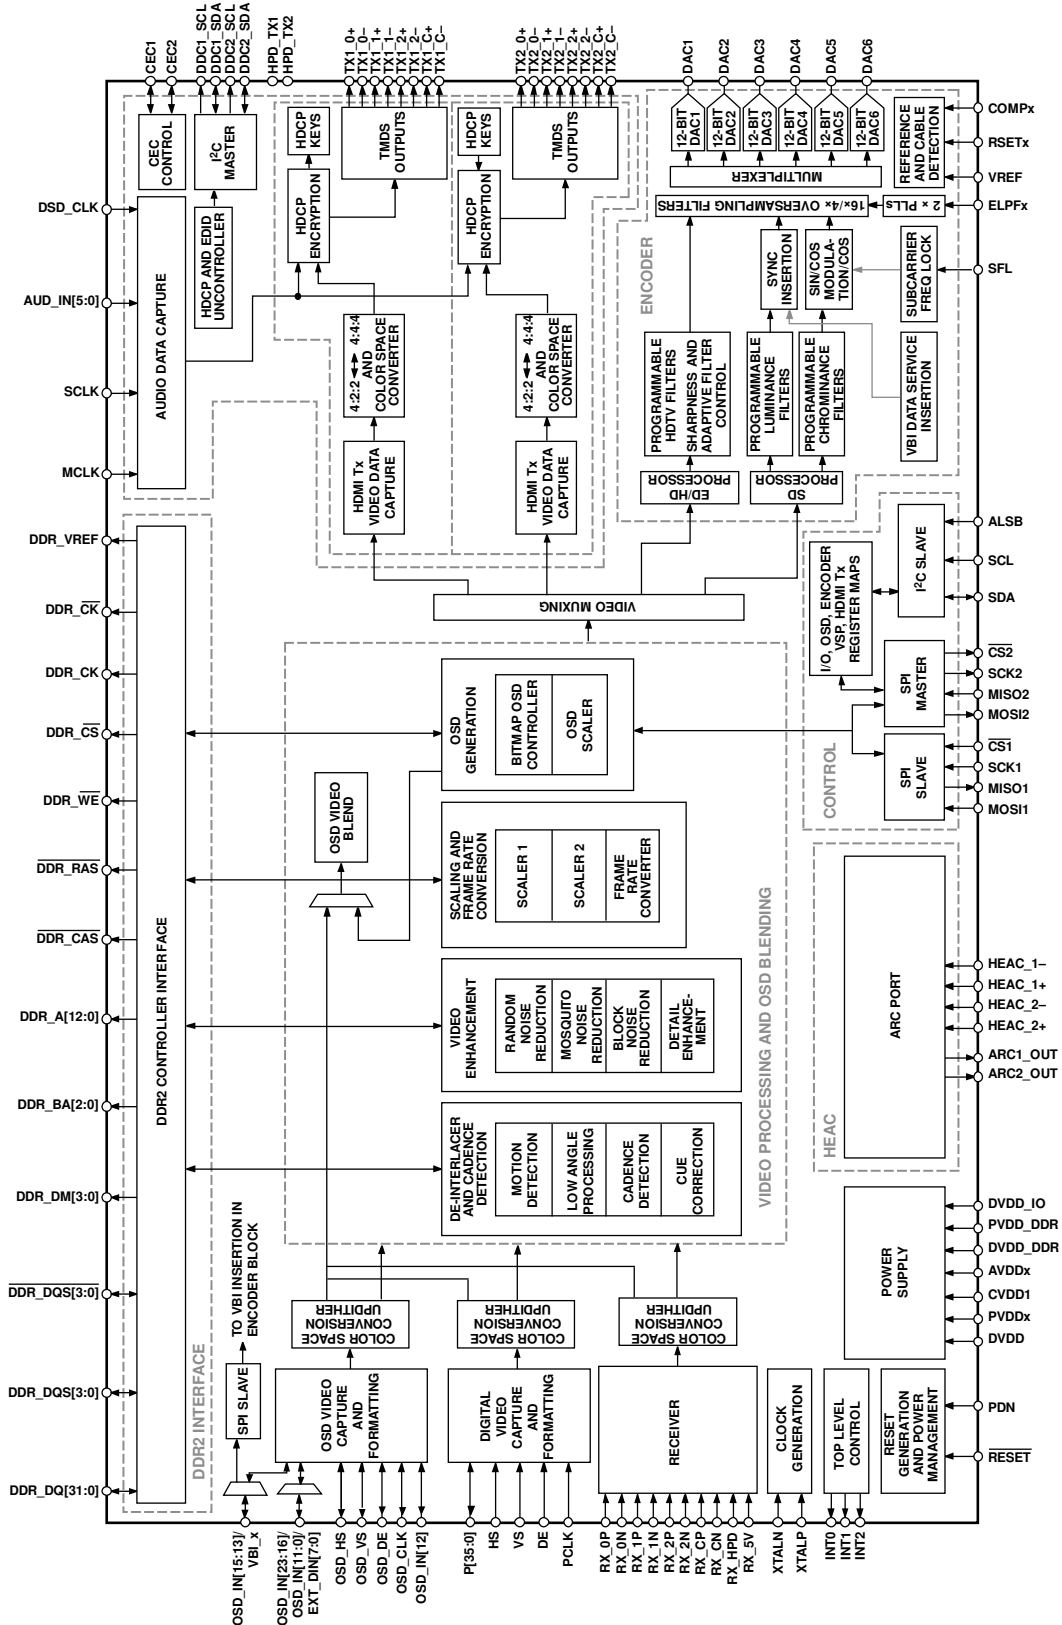 CEC1
CEC2
DDC1_SCL
DDC1_SDA
DDC2_SCL
DDC2_SDA
HPD_TX1
HPD_TX2
TX1_0+
TX1_0–
TX1_1+
TX1_1–
TX1_2+
TX1_2–
TX1_C+
TX1_C–
TX2_0+
TX2_0–
TX2_1+
TX2_1–
TX2_2+
TX2_2–
TX2_C+
TX2_C–
DAC1
DAC2
DAC3
DAC4
DAC5
DAC6
DSD_CLK
AUD_IN[5:0]
SCLK
MCLK
DDR_VREF
DDR_CK
DDR_CK
DDR_CS
DDR_WE
DDR_RAS
DDR_CAS
DDR_A[12:0]
DDR_BA[2:0]
DDR_DM[3:0]
DDR_DQS[3:0]
DDR_DQS[3:0]
DDR_DQ[31:0]
AUDIO DATA CAPTURE
CEC
CONTROL
I²C
MASTER
HDCP AND EDID
UNCONTROLLER
HDCP
KEYS
HDCP
ENCRYPTION
TMDS
OUTPUTS
4:2:2 4:4:4
AND
COLOR SPACE
CONVERTER
HDMI Tx
VIDEO DATA
CAPTURE
HDCP
KEYS
HDCP
ENCRYPTION
TMDS
OUTPUTS
4:2:2 4:4:4
AND
COLOR SPACE
CONVERTER
HDMI Tx
VIDEO DATA
CAPTURE
ENCODER
12-BIT
DAC1
12-BIT
DAC2
12-BIT
DAC3
12-BIT
DAC4
12-BIT
DAC5
12-BIT
DAC6
MULTIPLEXER
16×/4× OVERSAMPLING FILTERS
2 × PLLs
REFERENCE
AND CABLE
DETECTION
SYNC
INSERTION
SIN/COS
MODULA-
TION/COS
SUBCARRIER
FREQ LOCK
PROGRAMMABLE
HDTV FILTERS
SHARPNESS AND
ADAPTIVE FILTER
CONTROL
PROGRAMMABLE
LUMINANCE
FILTERS
PROGRAMMABLE
CHROMINANCE
FILTERS
VBI DATA SERVICE
INSERTION
ED/HD
PROCESSOR
SD
PROCESSOR
COMPx
RSETx
VREF
ELPFx
SFL
VIDEO MUXING
DDR2 CONTROLLER INTERFACE
DDR2 INTERFACE
OSD
GENERATION
BITMAP OSD
CONTROLLER
OSD
SCALER
OSD VIDEO
BLEND
SCALING AND
FRAME RATE
CONVERSION
SCALER 1
SCALER 2
FRAME
RATE
CONVERTER
VIDEO
ENHANCEMENT
RANDOM
NOISE
REDUCTION
MOSQUITO
NOISE
REDUCTION
BLOCK
NOISE
REDUCTION
DETAIL
ENHANCE-
MENT
DE-INTERLACER
AND CADENCE
DETECTION
MOTION
DETECTION
LOW ANGLE
PROCESSING
CADENCE
DETECTION
CUE
CORRECTION
VIDEO PROCESSING AND OSD BLENDING
CONTROL
I/O, OSD, ENCODER
VSP, HDMI Tx
REGISTER MAPS
I²C SLAVE
SPI
MASTER
SPI
SLAVE
ALSB
SCL
SDA
CS2
SCK2
MISO2
MOSI2
CS1
SCK1
MISO1
MOSI1
HEAC
ARC PORT
HEAC_1–
HEAC_1+
HEAC_2–
HEAC_2+
ARC1_OUT
ARC2_OUT
POWER
SUPPLY
DVDD_IO
PVDD_DDR
DVDD_DDR
AVDDx
CVDD1
PVDDx
DVDD
TO VBI INSERTION IN
ENCODER BLOCK
SPI SLAVE
COLOR SPACE
CONVERSION
UPDITHER
COLOR SPACE
CONVERSION
UPDITHER
COLOR SPACE
CONVERSION
UPDITHER
OSD VIDEO
CAPTURE
AND
FORMATTING
DIGITAL
VIDEO
CAPTURE
AND
FORMATTING
RECEIVER
CLOCK
GENERATION
TOP LEVEL
CONTROL
RESET
GENERATION
AND POWER
MANAGEMENT
PDN
RESET
OSD_IN[15:13]/
VBI_x
OSD_IN[23:16]/
OSD_IN[11:0]/
EXT_DIN[7:0]
OSD_HS
OSD_VS
OSD_DE
OSD_CLK
OSD_IN[12]
P[35:0]
HS
VS
DE
PCLK
RX_0P
RX_0N
RX_1P
RX_1N
RX_2P
RX_2N
RX_CP
RX_CN
RX_HPD
RX_5V
XTALN
XTALP
INT0
INT1
INT2